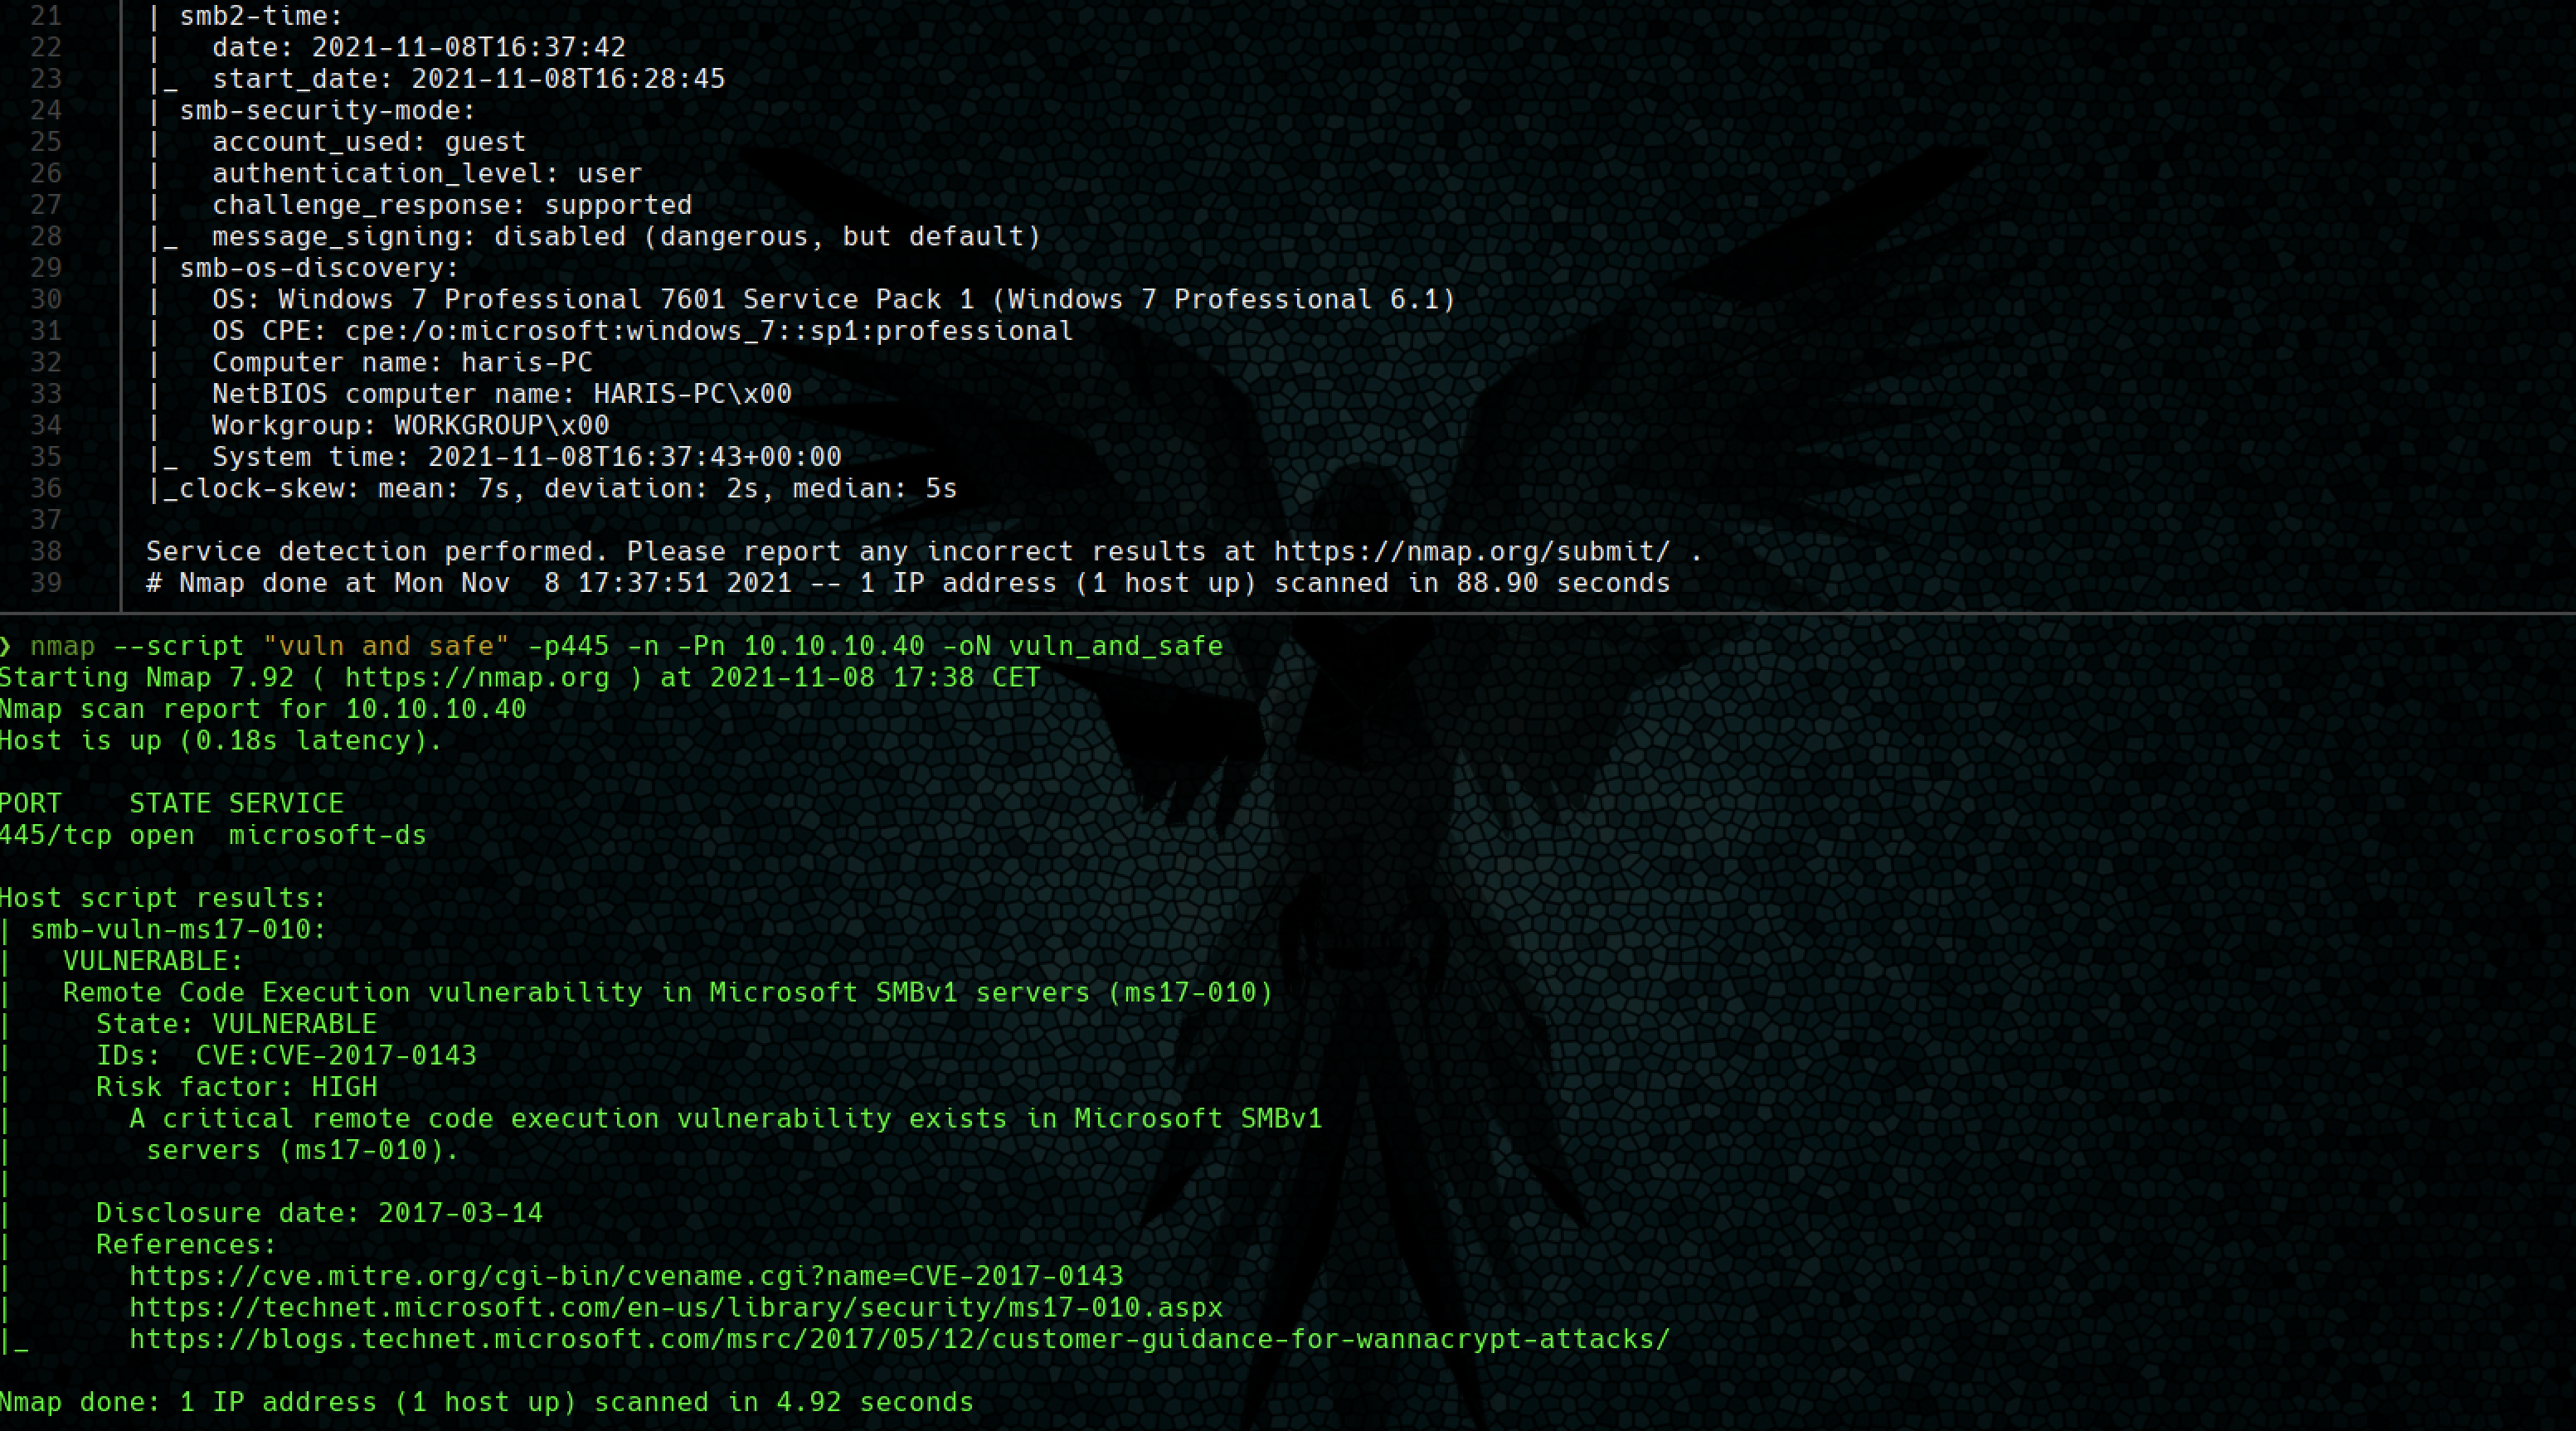 21 | smb2-time:
22 |   date: 2021-11-08T16:37:42
23 |_  start_date: 2021-11-08T16:28:45
24 | smb-security-mode:
25 |   account_used: guest
26 |   authentication_level: user
27 |   challenge_response: supported
28 |_  message_signing: disabled (dangerous, but default)
29 | smb-os-discovery:
30 |   OS: Windows 7 Professional 7601 Service Pack 1 (Windows 7 Professional 6.1)
31 |   OS CPE: cpe:/o:microsoft:windows_7::sp1:professional
32 |   Computer name: haris-PC
33 |   NetBIOS computer name: HARIS-PC\x00
34 |   Workgroup: WORKGROUP\x00
35 |_  System time: 2021-11-08T16:37:43+00:00
36 |_clock-skew: mean: 7s, deviation: 2s, median: 5s
37
38 Service detection performed. Please report any incorrect results at https://nmap.org/submit/ .
39 # Nmap done at Mon Nov  8 17:37:51 2021 -- 1 IP address (1 host up) scanned in 88.90 seconds
❯ nmap --script "vuln and safe" -p445 -n -Pn 10.10.10.40 -oN vuln_and_safe
Starting Nmap 7.92 ( https://nmap.org ) at 2021-11-08 17:38 CET
Nmap scan report for 10.10.10.40
Host is up (0.18s latency).

PORT    STATE SERVICE
445/tcp open  microsoft-ds

Host script results:
| smb-vuln-ms17-010:
|   VULNERABLE:
|   Remote Code Execution vulnerability in Microsoft SMBv1 servers (ms17-010)
|     State: VULNERABLE
|     IDs:  CVE:CVE-2017-0143
|     Risk factor: HIGH
|       A critical remote code execution vulnerability exists in Microsoft SMBv1
|        servers (ms17-010).
|
|     Disclosure date: 2017-03-14
|     References:
|       https://cve.mitre.org/cgi-bin/cvename.cgi?name=CVE-2017-0143
|       https://technet.microsoft.com/en-us/library/security/ms17-010.aspx
|_      https://blogs.technet.microsoft.com/msrc/2017/05/12/customer-guidance-for-wannacrypt-attacks/

Nmap done: 1 IP address (1 host up) scanned in 4.92 seconds